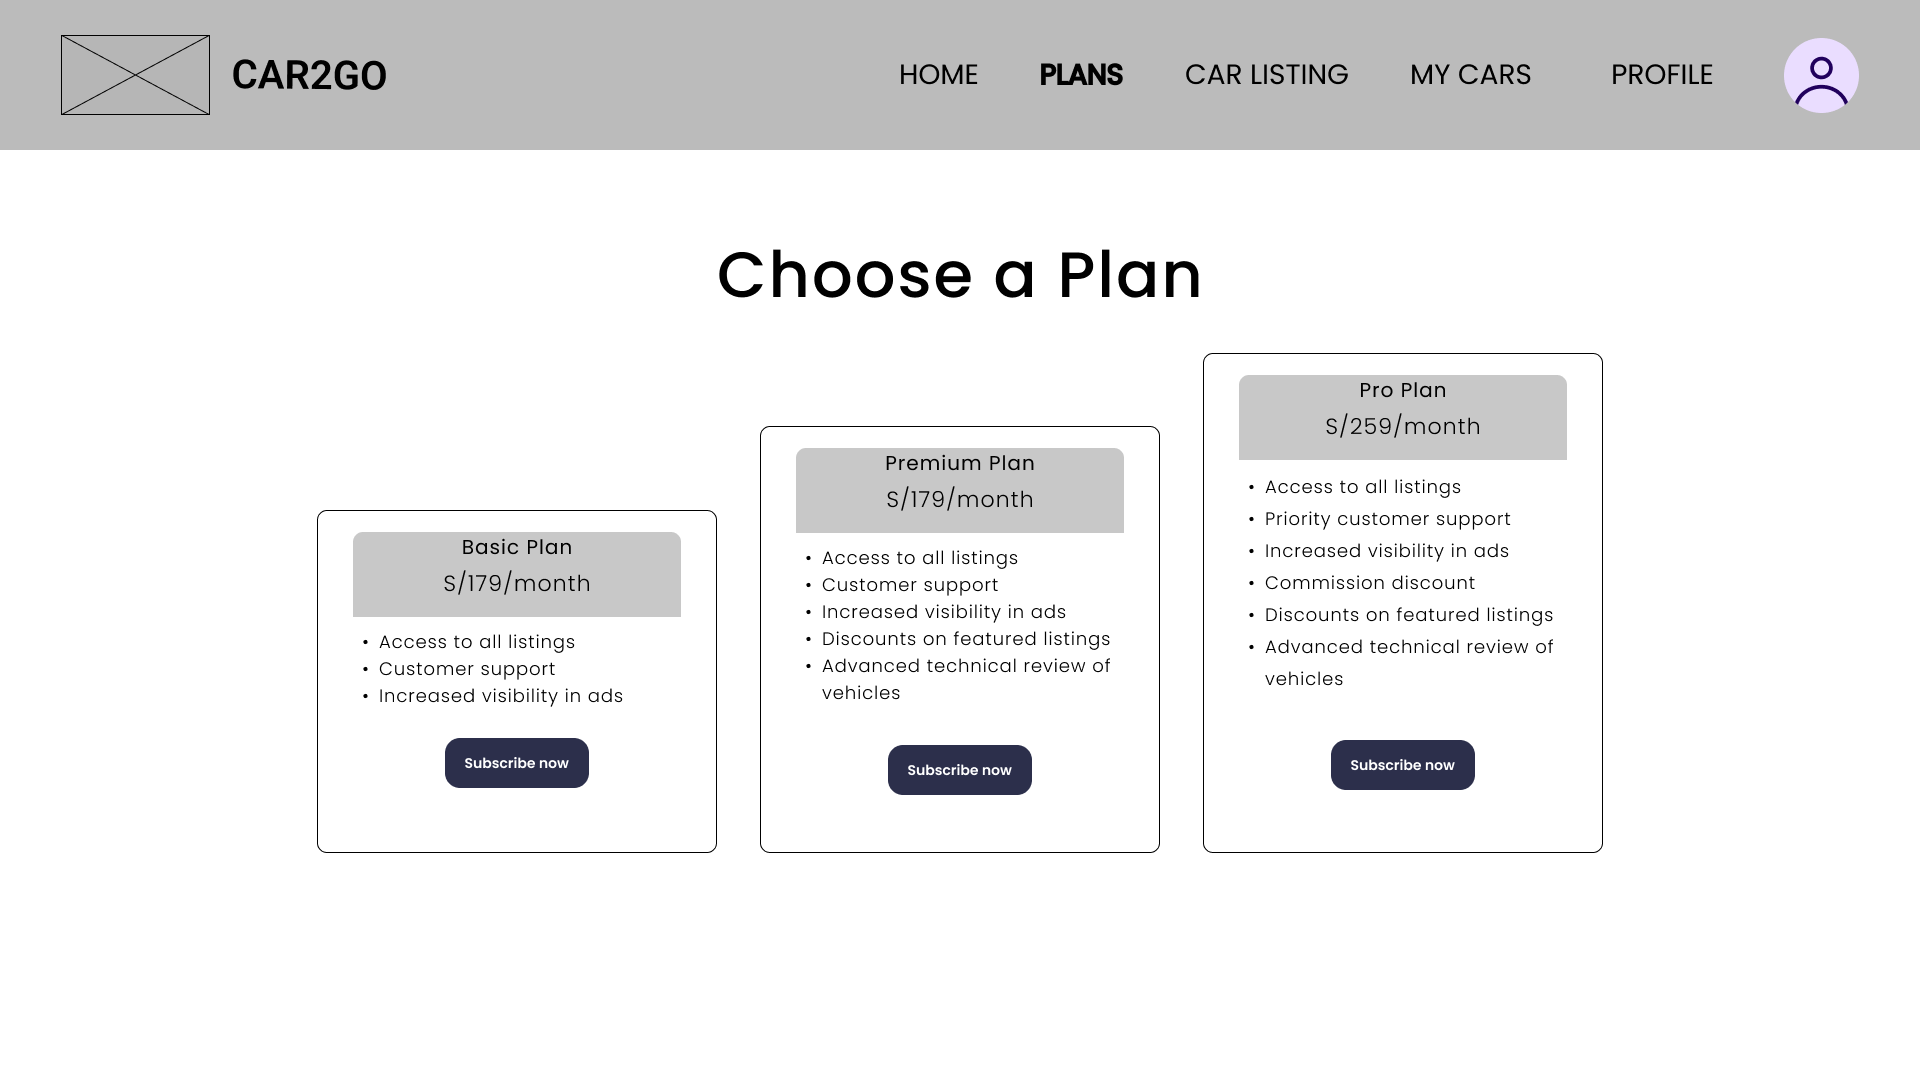 CAR2GO
HOME
PLANS
CAR LISTING
MY CARS
PROFILE
Choose a Plan
Basic Plan
S/179/month
• Access to all listings
• Customer support
• Increased visibility in ads
Subscribe now
Premium Plan
S/179/month
• Access to all listings
• Customer support
• Increased visibility in ads
• Discounts on featured listings
• Advanced technical review of
vehicles
Subscribe now
Pro Plan
S/259/month
• Access to all listings
• Priority customer support
• Increased visibility in ads
• Commission discount
• Discounts on featured listings
• Advanced technical review of
vehicles
Subscribe now